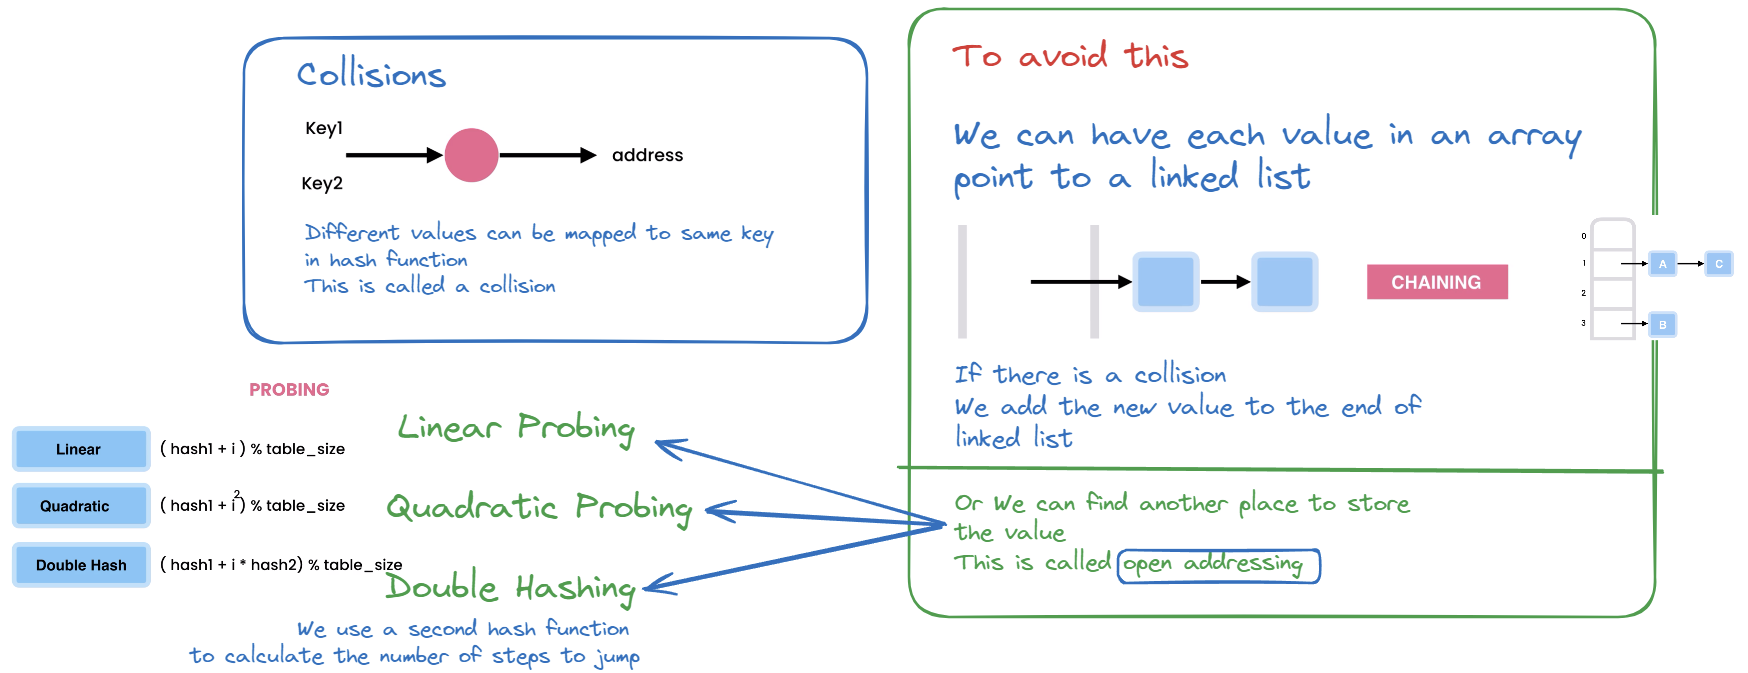 Collisions
Key1
Key2
address
Different values can be mapped to same key
in hash function
This is called a collision
To avoid this
We can have each value in an array
point to a linked list
CHAINING
0
1
2
3
A
C
B
If there is a collision
We add the new value to the end of
linked list
Or We can find another place to store
the value
This is called open addressing
PROBING
Linear ( hash1 + i ) % table_size
Quadratic ( hash1 + i²) % table_size
Double Hash ( hash1 + i * hash2) % table_size
Linear Probing
Quadratic Probing
Double Hashing
We use a second hash function
to calculate the number of steps to jump